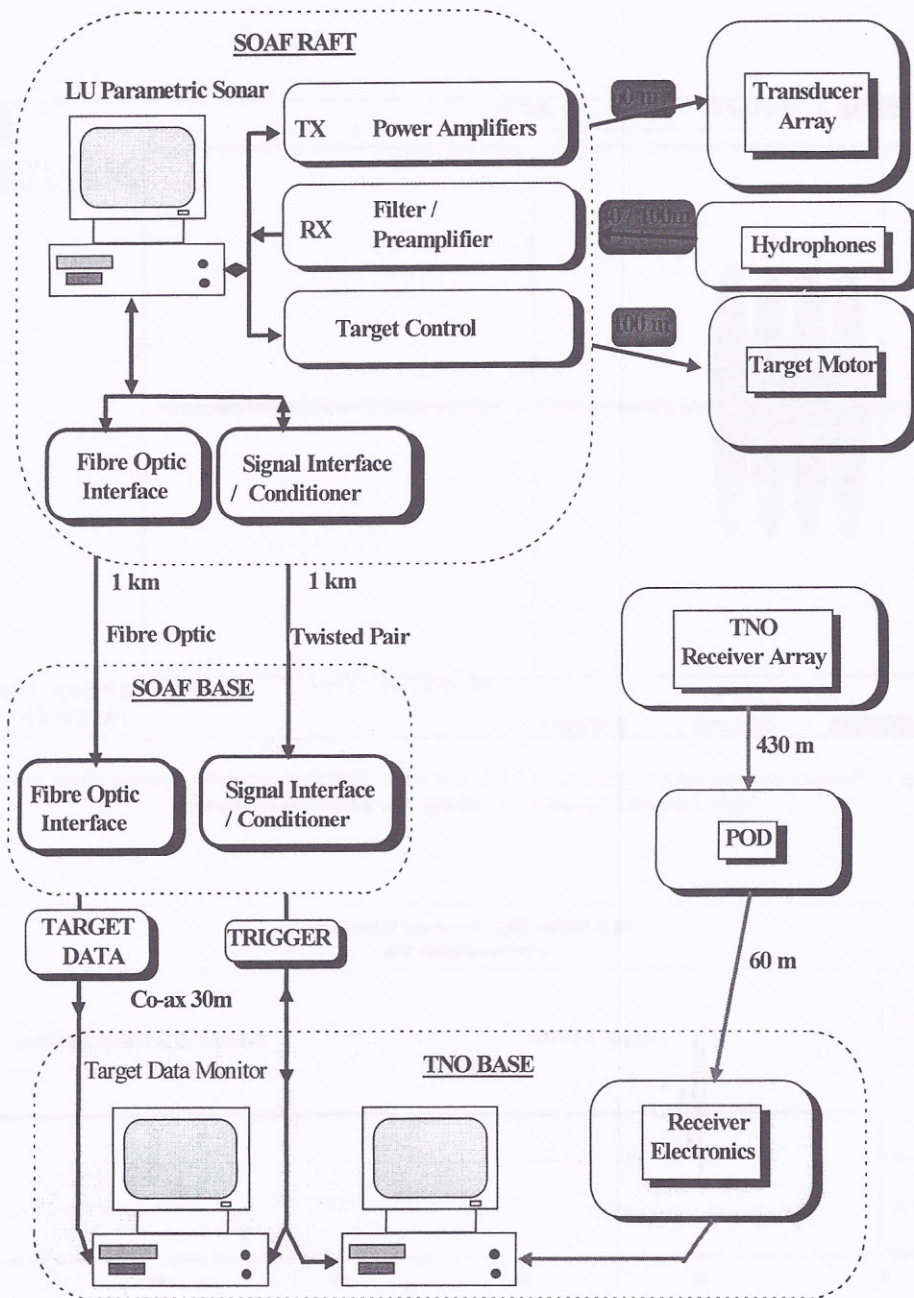 SOAF RAFT
LU Parametric Sonar
TX Power Amplifiers
Transducer
Array
RX
Filter /
Preamplifier
Hydrophones
Target Control
100 m
Target Motor
Fibre Optic
Interface
Signal Interface
/ Conditioner
1 km
1 km
Fibre Optic
Twisted Pair
SOAF BASE
Fibre Optic
Interface
Signal Interface
/ Conditioner
TNO
Receiver Array
430 m
POD
60 m
TARGET
DATA
TRIGGER
Co-ax 30m
Target Data Monitor
TNO BASE
Receiver
Electronics